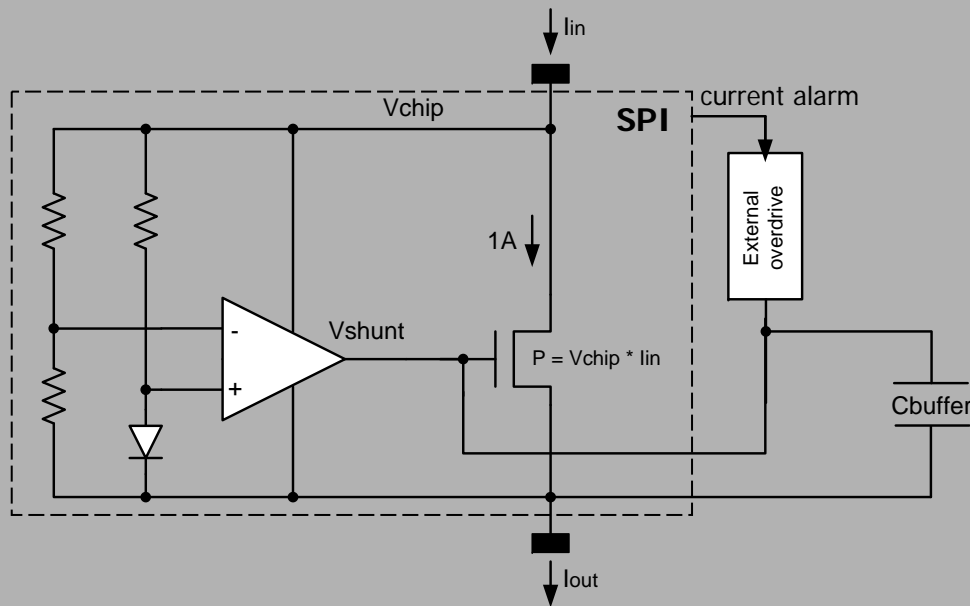 Iin
current alarm
Vchip
SPI
External
overdrive
1A
-
Vshunt
P = Vchip * Iin
+
Cbuffer
Iout